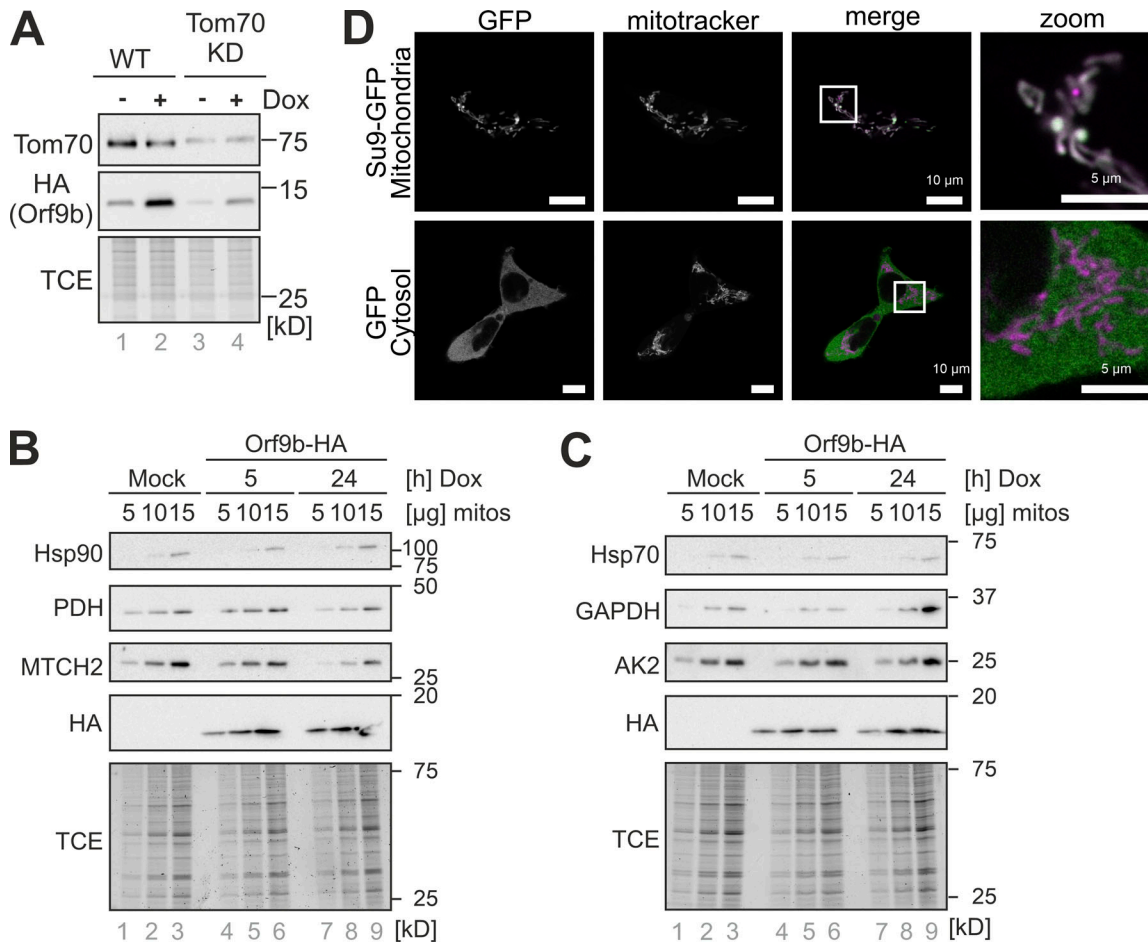 A
Tom70
WT KD
- + - + Dox
Tom70 75
HA
(Orf9b) 15
TCE
25
[kD]
1 2 3 4
D
GFP mitotracker merge zoom
Su9-GFP
Mitochondria
10 µm
5 µm
GFP
Cytosol
10 µm
5 µm
B
Orf9b-HA
Mock 5 24 [h] Dox
5 10 15 5 10 15 5 10 15 [µg] mitos
Hsp90 100
75
PDH 50
MTCH2
25
HA 20
TCE 75
25
1 2 3 4 5 6 7 8 9 [kD]
C
Orf9b-HA
Mock 5 24 [h] Dox
5 10 15 5 10 15 5 10 15 [µg] mitos
Hsp70 75
GAPDH 37
AK2 25
HA 20
TCE 75
25
1 2 3 4 5 6 7 8 9 [kD]